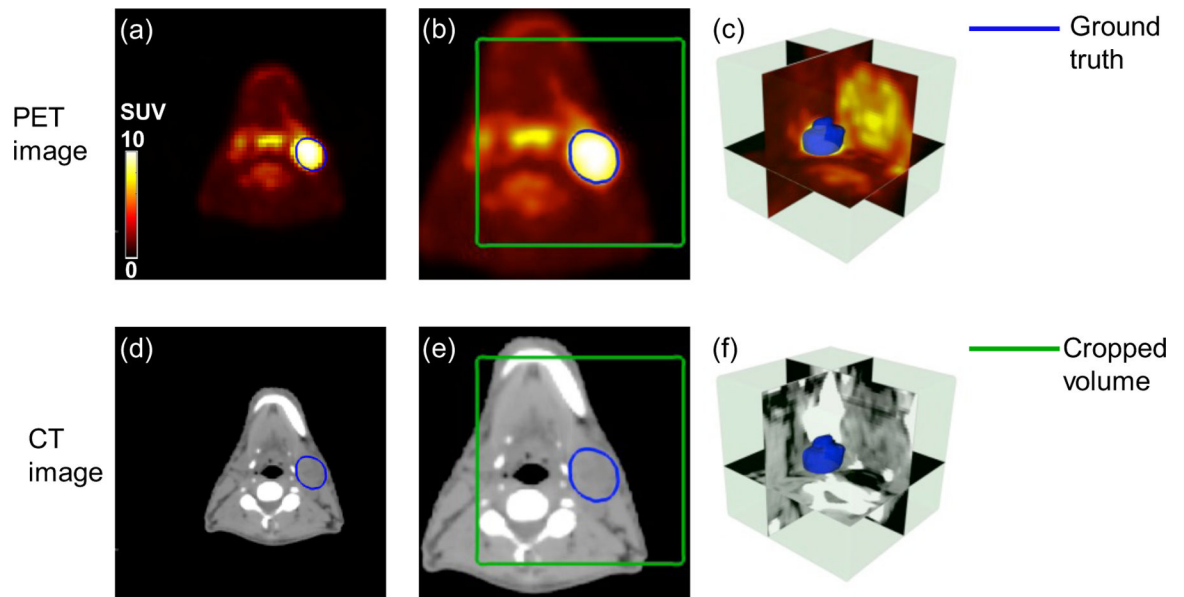 (a)
(b)
(c)
Ground
truth
PET
image
SUV
10
0
(d)
(e)
(f)
Cropped
volume
CT
image